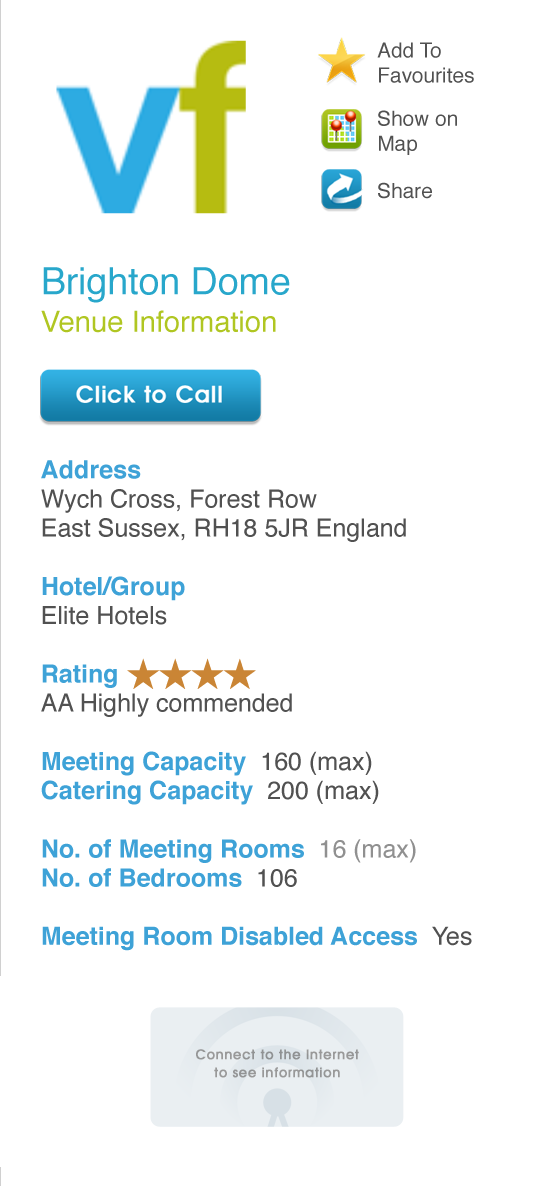 vf
Add To
Favourites
Show on
Map
Share
Brighton Dome
Venue Information
Click to Call
Address
Wych Cross, Forest Row
East Sussex, RH18 5JR England
Hotel/Group
Elite Hotels
Rating
AA Highly commended
Meeting Capacity 160 (max)
Catering Capacity 200 (max)
No. of Meeting Rooms 16 (max)
No. of Bedrooms 106
Meeting Room Disabled Access Yes
Connect to the internet
to see information